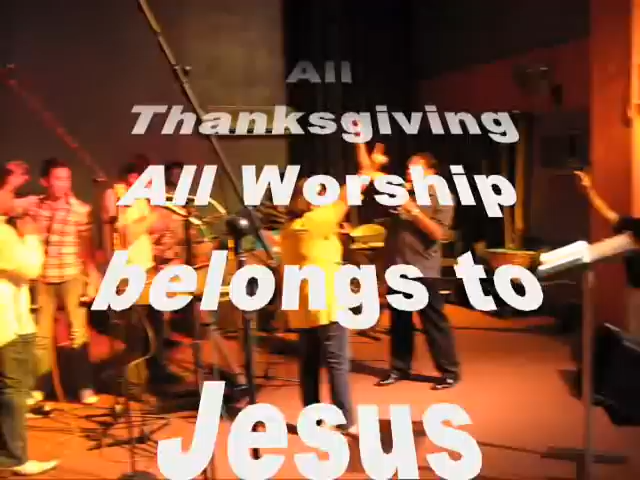 All
Thanksgiving
All Worship
belongs to
Jesus